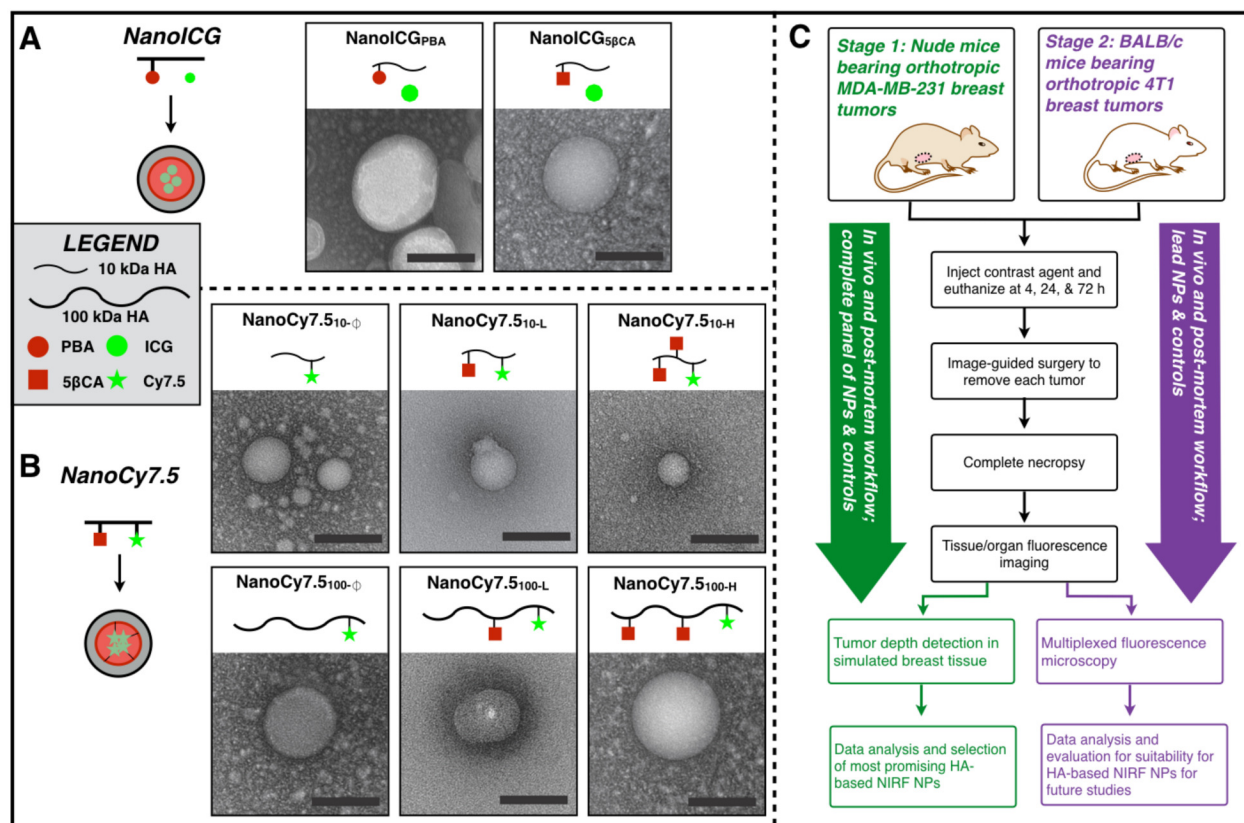 A
NanoICG
NanoICGPBA
NanoICG5βCA
LEGEND
10 kDa HA
100 kDa HA
PBA
ICG
5βCA
Cy7.5
B
NanoCy7.5
NanoCy7.510-Φ
NanoCy7.510-L
NanoCy7.510-H
NanoCy7.5100-Φ
NanoCy7.5100-L
NanoCy7.5100-H
C
Stage 1: Nude mice
bearing orthotropic
MDA-MB-231 breast
tumors
Stage 2: BALB/c
mice bearing
orthotropic 4T1
breast tumors
In vivo and post-mortem workflow;
complete panel of NPs & controls
In vivo and post-mortem workflow;
lead NPs & controls
Inject contrast agent and
euthanize at 4, 24, & 72 h
Image-guided surgery to
remove each tumor
Complete necropsy
Tissue/organ fluorescence
imaging
Tumor depth detection in
simulated breast tissue
Multiplexed fluorescence
microscopy
Data analysis and selection
of most promising HA-
based NIRF NPs
Data analysis and
evaluation for suitability for
HA-based NIRF NPs for
future studies